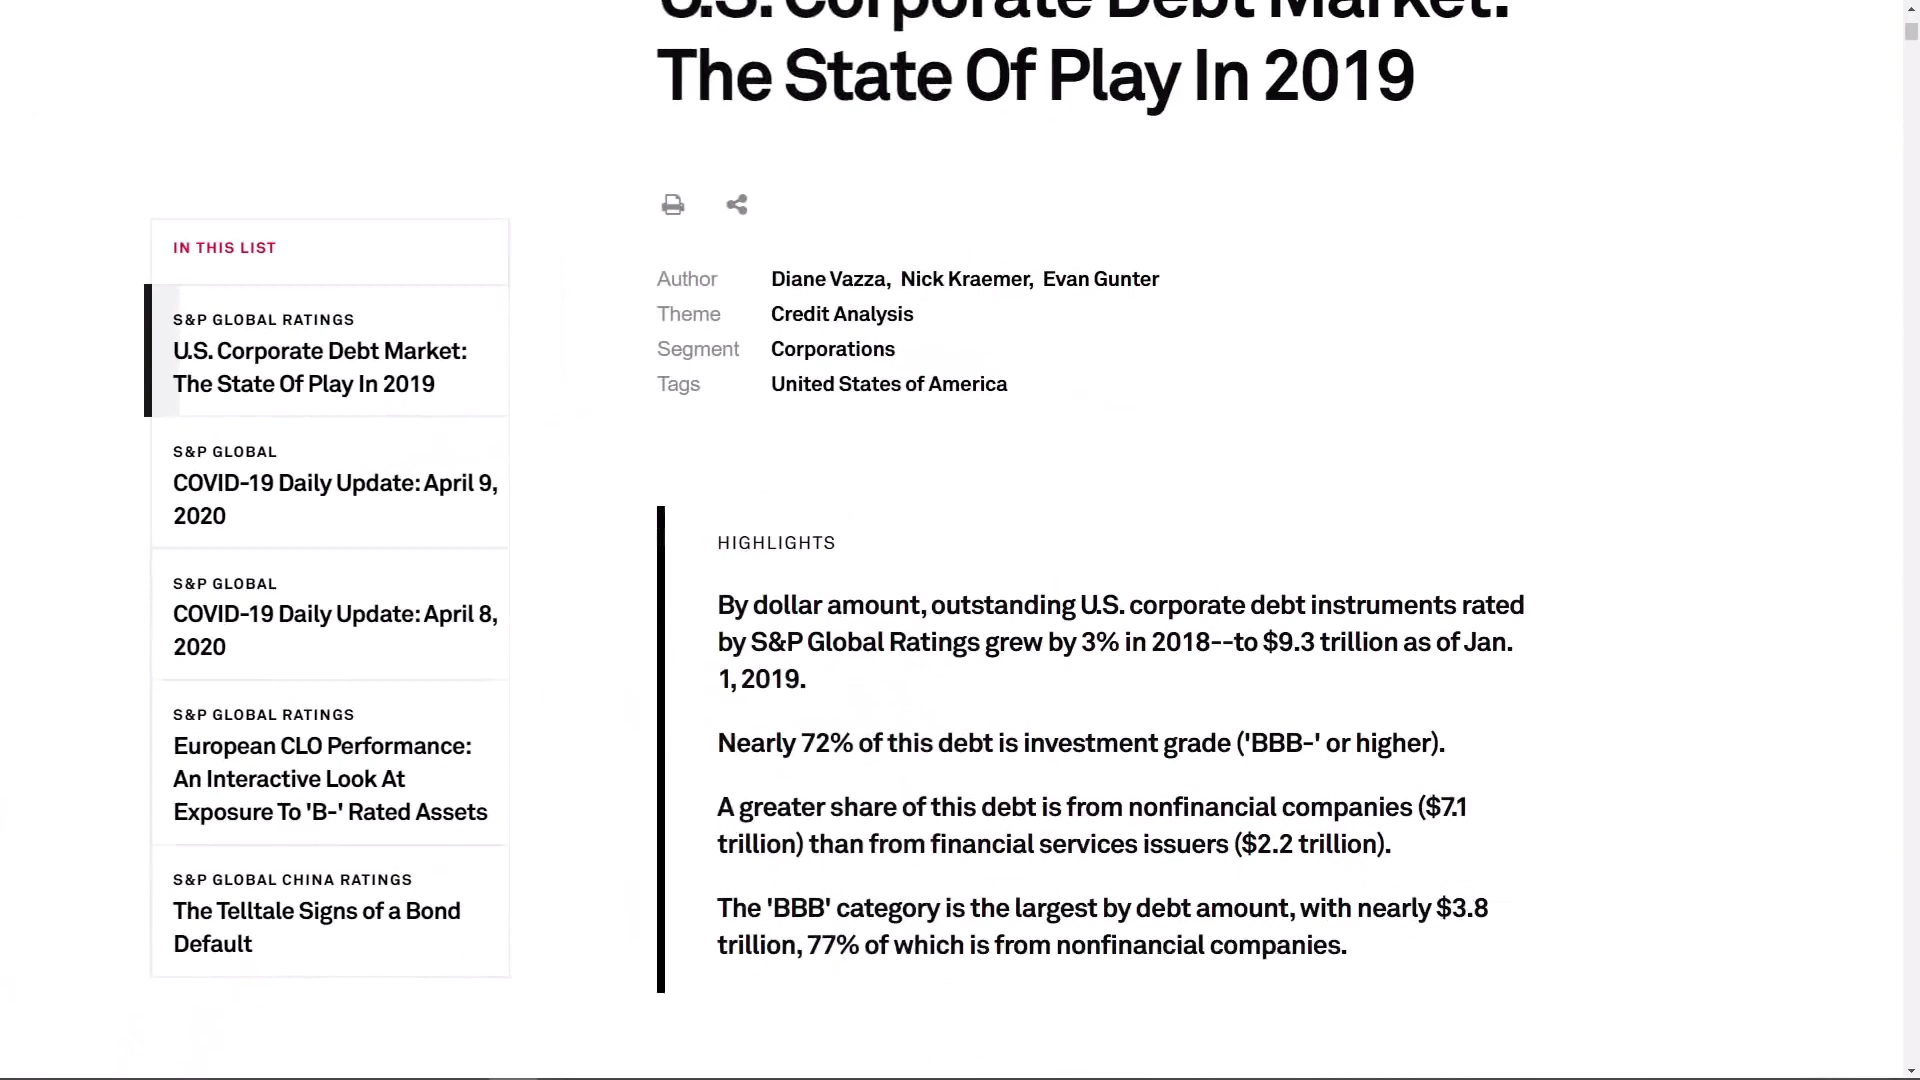 U.S. Corporate Debt Market:
The State Of Play In 2019
IN THIS LIST
S&P GLOBAL RATINGS
U.S. Corporate Debt Market:
The State Of Play In 2019
S&P GLOBAL
COVID-19 Daily Update: April 9,
2020
S&P GLOBAL
COVID-19 Daily Update: April 8,
2020
S&P GLOBAL RATINGS
European CLO Performance:
An Interactive Look At
Exposure To 'B-' Rated Assets
S&P GLOBAL CHINA RATINGS
The Telltale Signs of a Bond
Default
Author Diane Vazza, Nick Kraemer, Evan Gunter
Theme Credit Analysis
Segment Corporations
Tags United States of America
HIGHLIGHTS
By dollar amount, outstanding U.S. corporate debt instruments rated
by S&P Global Ratings grew by 3% in 2018--to $9.3 trillion as of Jan.
1, 2019.
Nearly 72% of this debt is investment grade ('BBB-' or higher).
A greater share of this debt is from nonfinancial companies ($7.1
trillion) than from financial services issuers ($2.2 trillion).
The 'BBB' category is the largest by debt amount, with nearly $3.8
trillion, 77% of which is from nonfinancial companies.